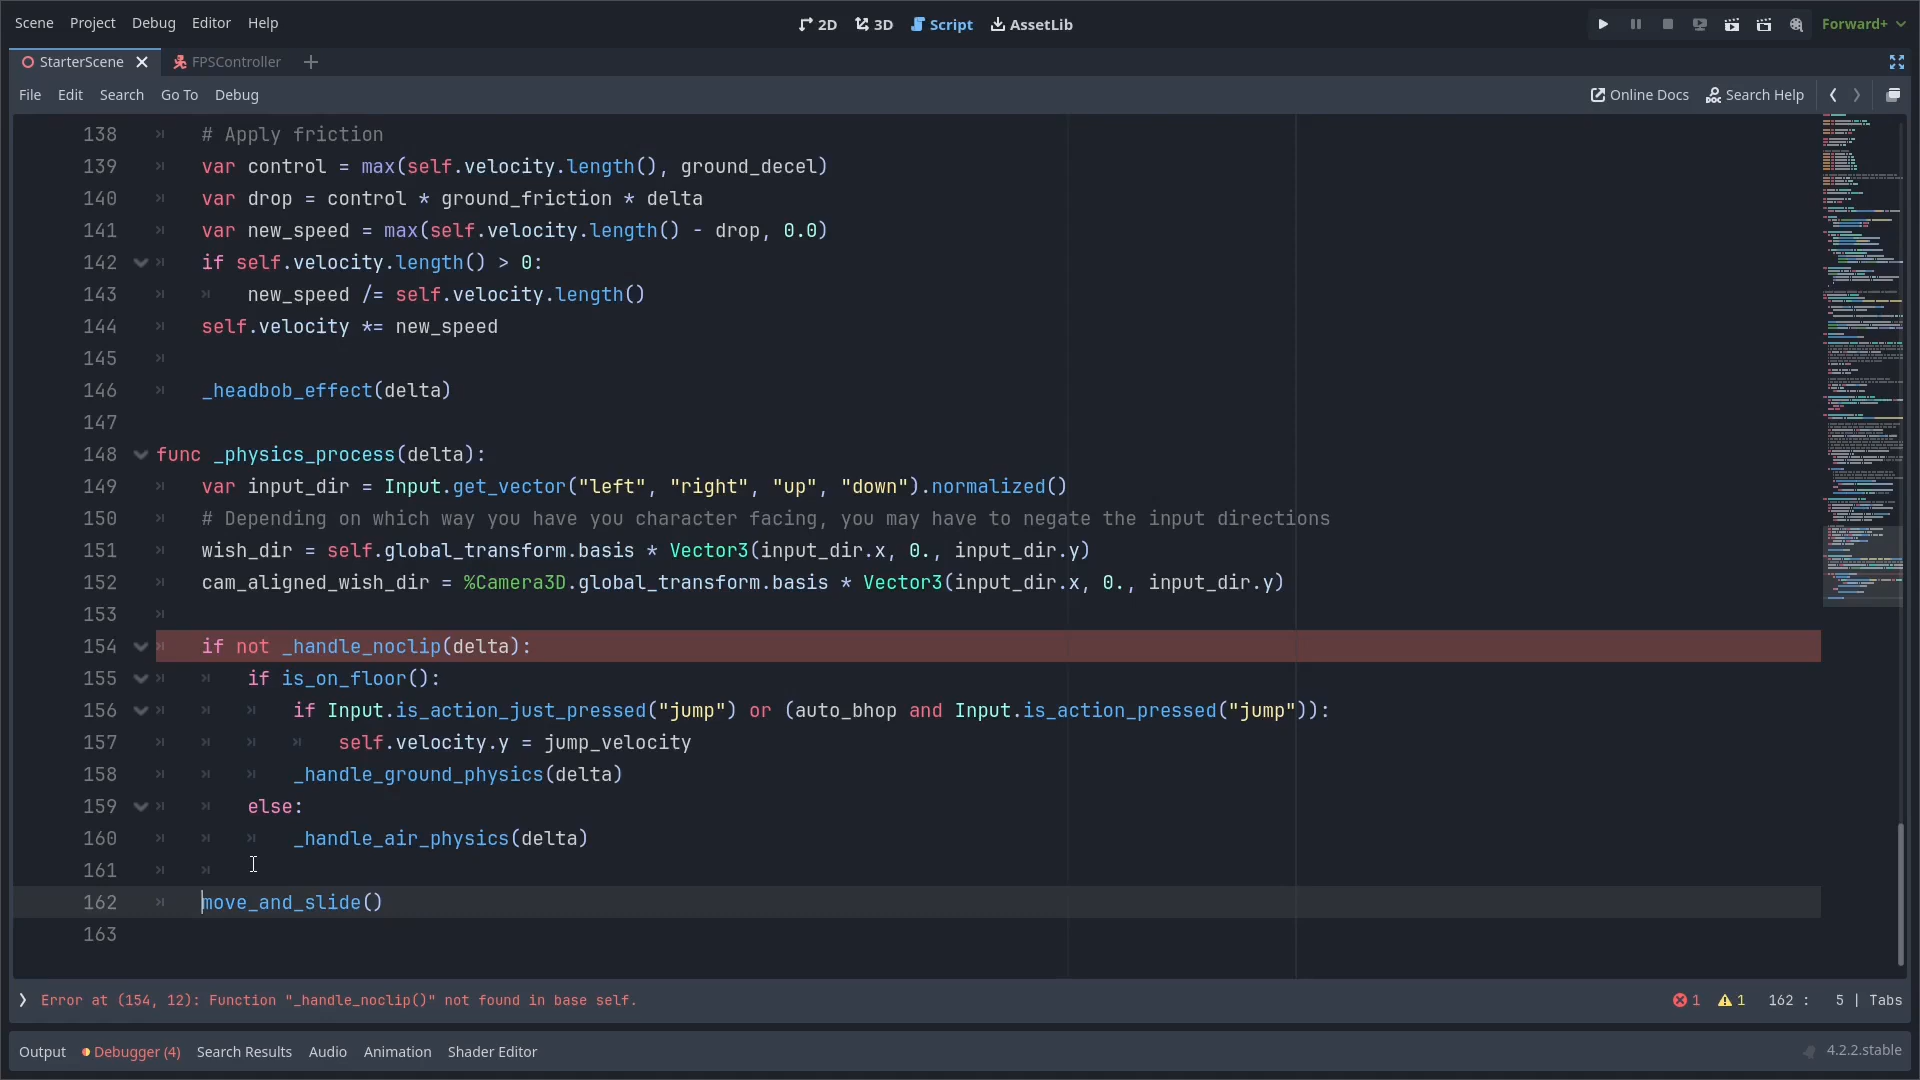 Scene Project Debug Editor Help 2D 3D Script AssetLib Forward+
StarterScene FPSController
File Edit Search Go To Debug Online Docs Search Help
138 # Apply friction
139 var control = max(self.velocity.length(), ground_decel)
140 var drop = control * ground_friction * delta
141 var new_speed = max(self.velocity.length() - drop, 0.0)
142 if self.velocity.length() > 0:
143 new_speed /= self.velocity.length()
144 self.velocity *= new_speed
145
146 _headbob_effect(delta)
147
148 func _physics_process(delta):
149 var input_dir = Input.get_vector("left", "right", "up", "down").normalized()
150 # Depending on which way you have you character facing, you may have to negate the input directions
151 wish_dir = self.global_transform.basis * Vector3(input_dir.x, 0., input_dir.y)
152 cam_aligned_wish_dir = %Camera3D.global_transform.basis * Vector3(input_dir.x, 0., input_dir.y)
153
154 if not _handle_noclip(delta):
155 if is_on_floor():
156 if Input.is_action_just_pressed("jump") or (auto_bhop and Input.is_action_pressed("jump")):
157 self.velocity.y = jump_velocity
158 _handle_ground_physics(delta)
159 else:
160 _handle_air_physics(delta)
161
162 move_and_slide()
163
Error at (154, 12): Function "_handle_noclip()" not found in base self. 1 1 162 : 5 | Tabs
Output Debugger (4) Search Results Audio Animation Shader Editor 4.2.2.stable